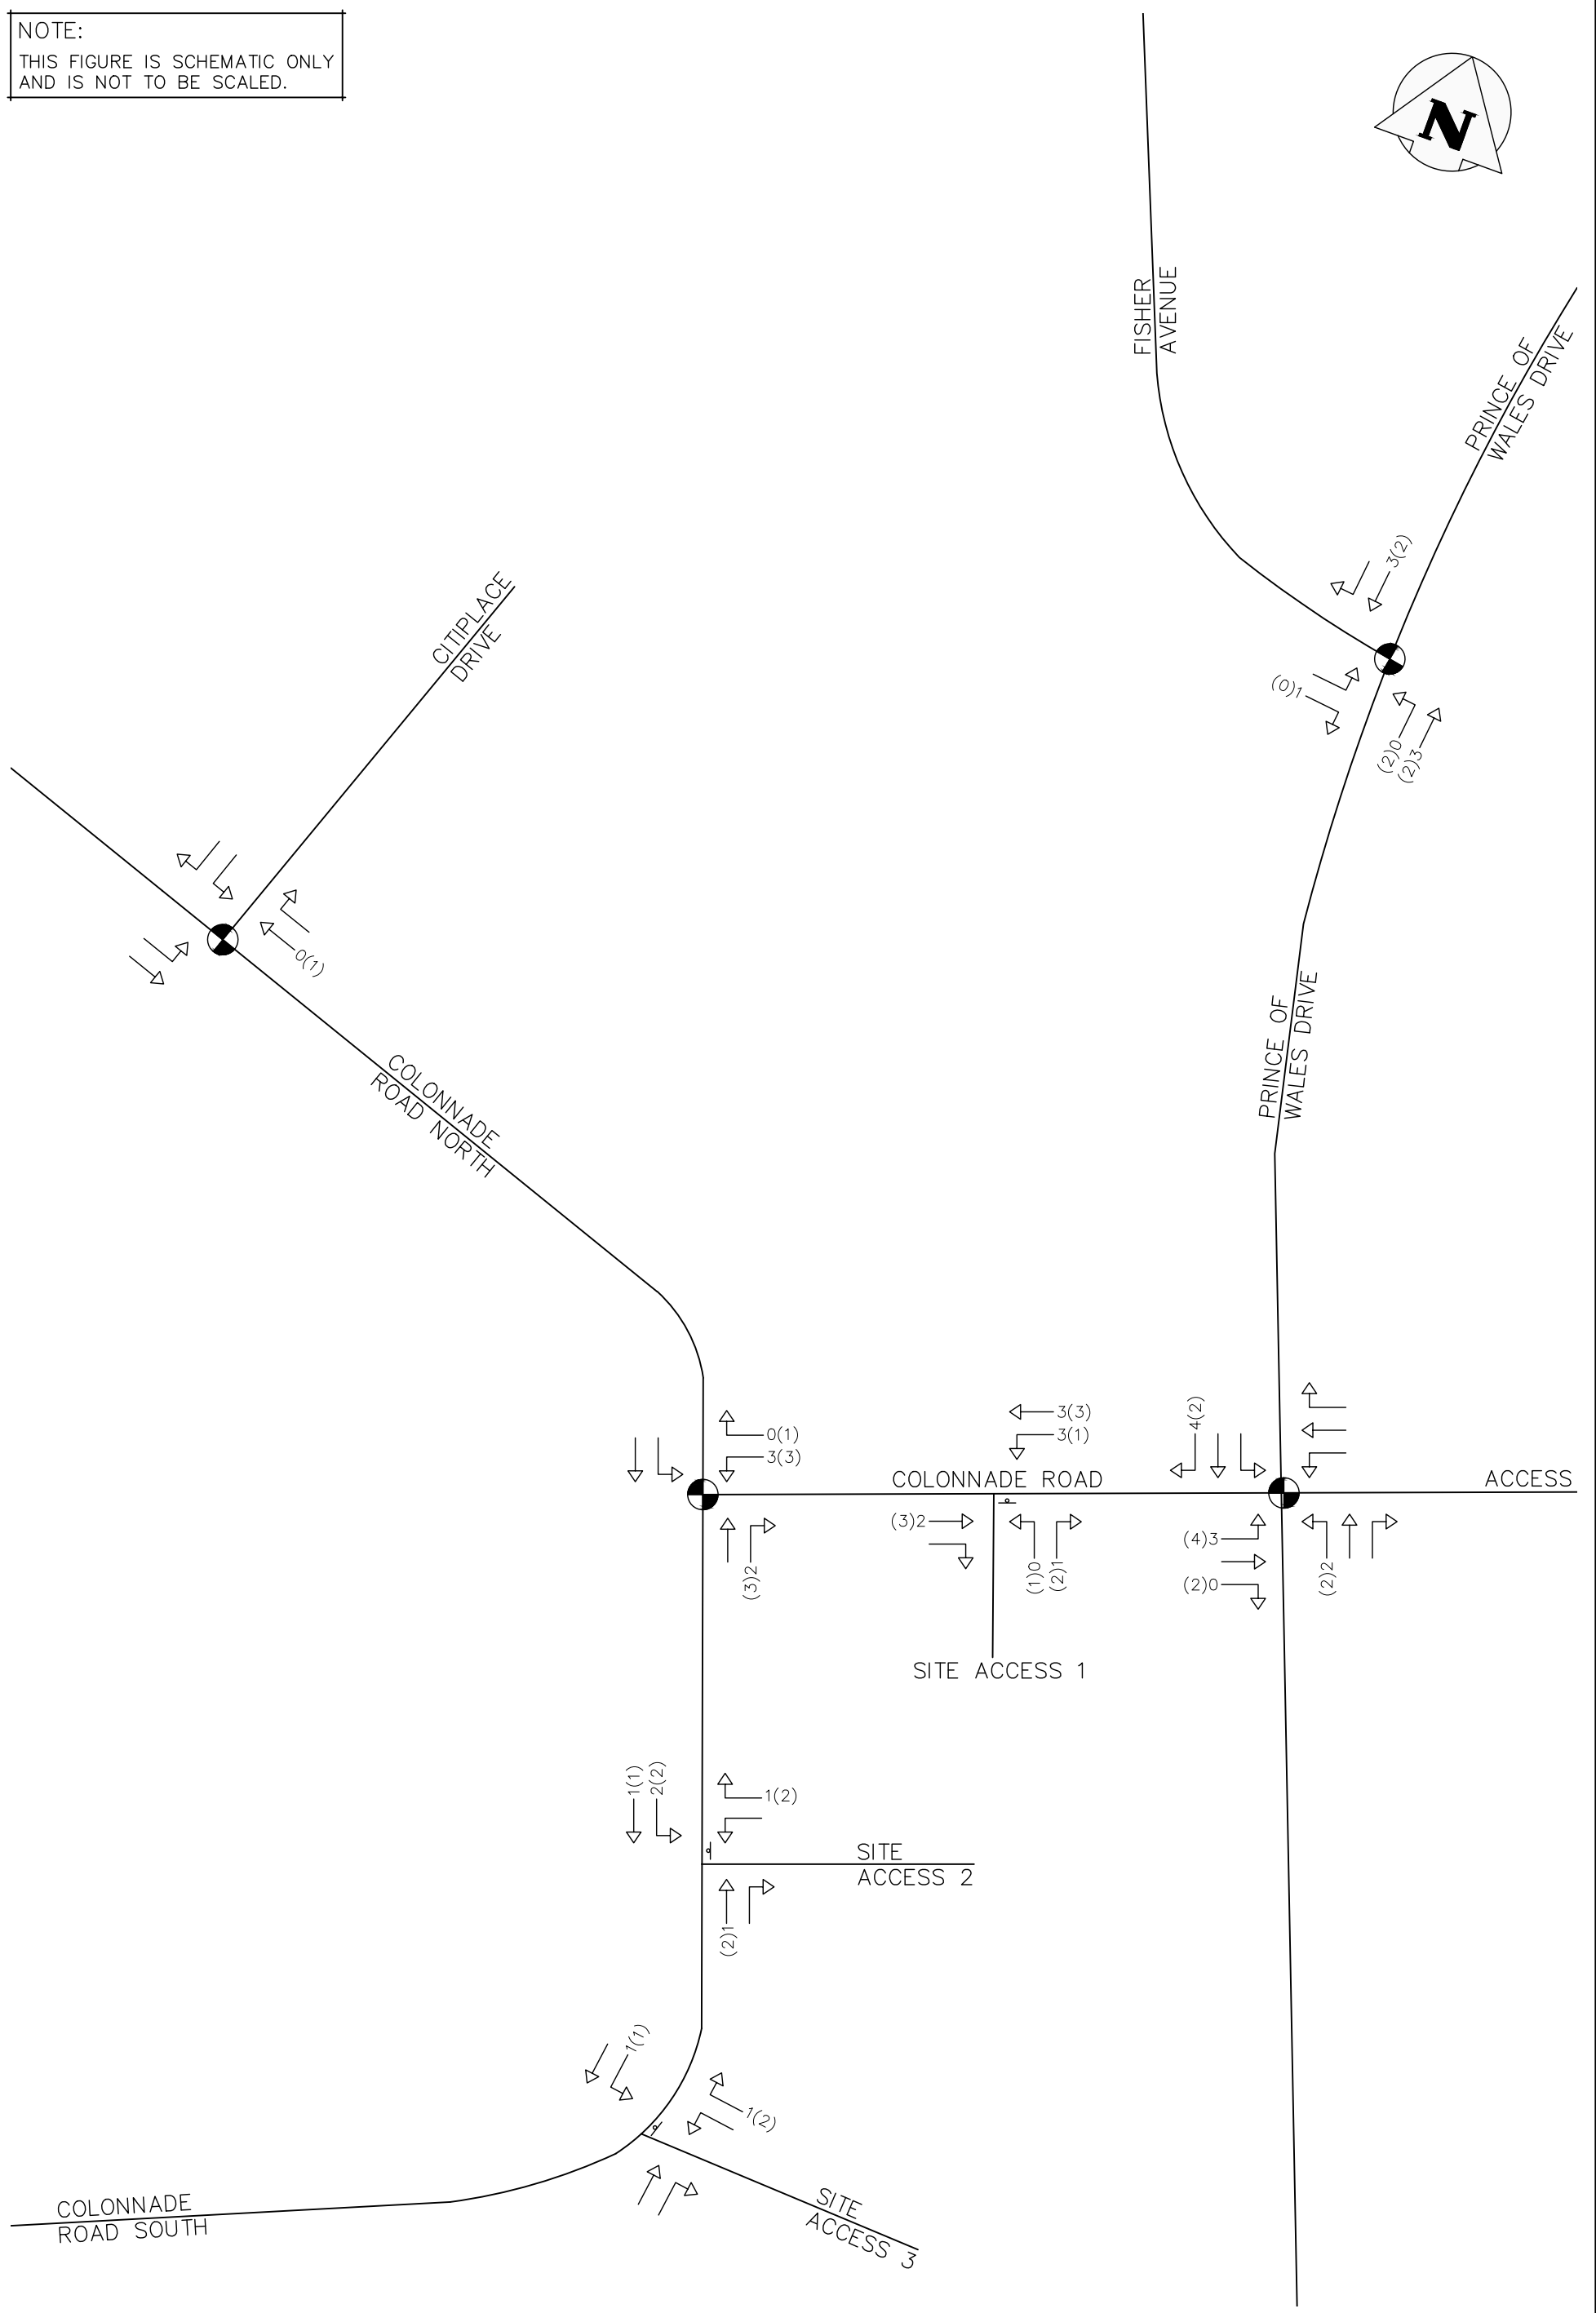 NOTE:
THIS FIGURE IS SCHEMATIC ONLY
AND IS NOT TO BE SCALED.
N
FISHER
AVENUE
PRINCE OF
WALES DRIVE
3(2)
(0)1
(2)0
(2)3
CITIPLACE
DRIVE
0(1)
COLONNADE
ROAD NORTH
PRINCE OF
WALES DRIVE
0(1)
3(3)
(3)2
3(3)
3(1)
COLONNADE ROAD
(3)2
(1)0
(2)1
SITE ACCESS 1
4(2)
ACCESS
(4)3
(2)0
(2)2
1(1)
2(2)
1(2)
SITE
ACCESS 2
(2)1
1(1)
1(2)
SITE
ACCESS 3
COLONNADE
ROAD SOUTH